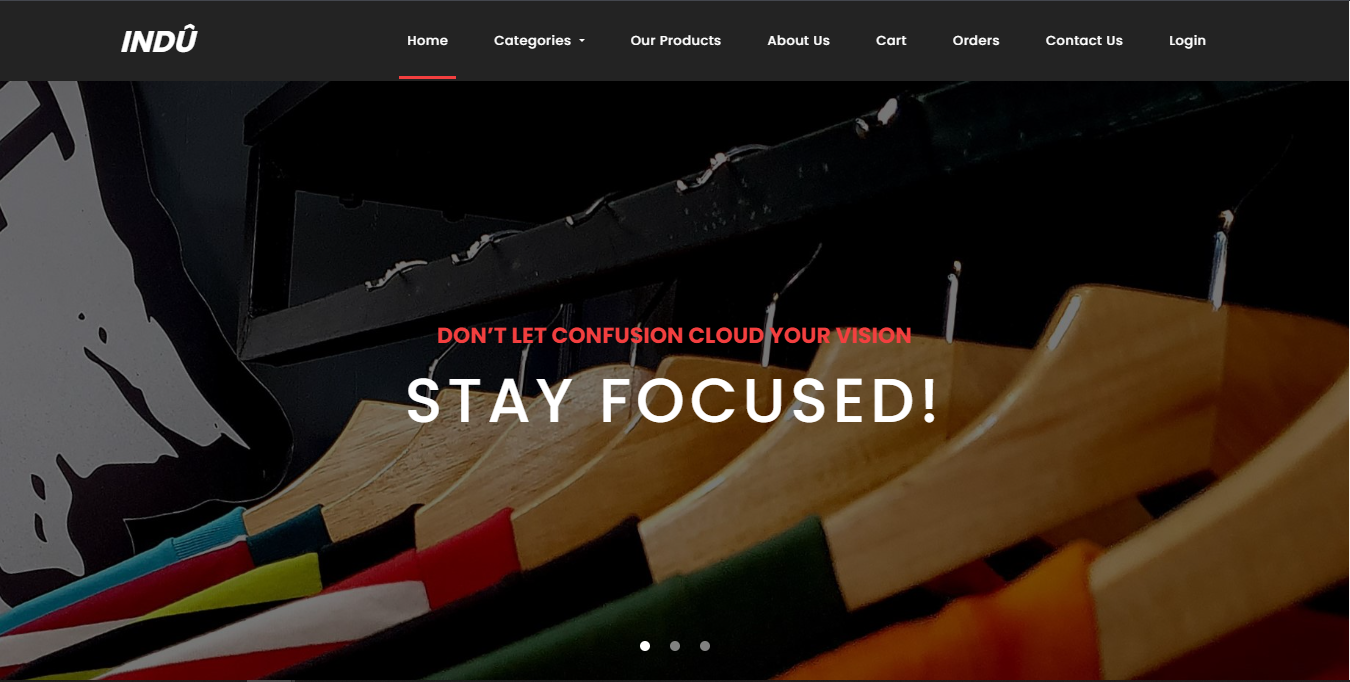 INDÛ
Home Categories Our Products About Us Cart Orders Contact Us Login
DON’T LET CONFUSION CLOUD YOUR VISION
STAY FOCUSED!